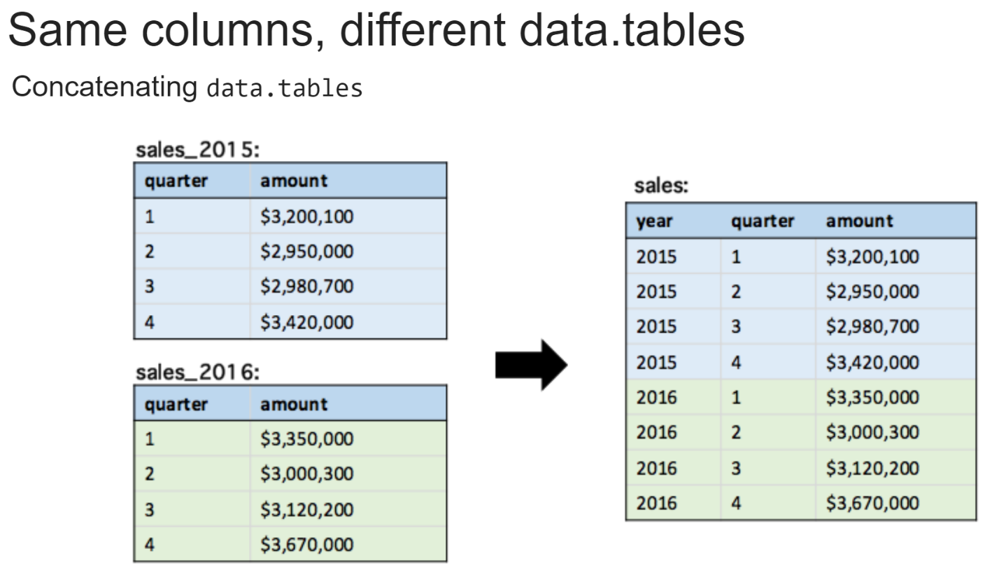 Same columns, different data.tables
Concatenating data.tables
sales_2015:
quarter amount
1 $3,200,100
2 $2,950,000
3 $2,980,700
4 $3,420,000
sales_2016:
quarter amount
1 $3,350,000
2 $3,000,300
3 $3,120,200
4 $3,670,000
sales:
year quarter amount
2015 1 $3,200,100
2015 2 $2,950,000
2015 3 $2,980,700
2015 4 $3,420,000
2016 1 $3,350,000
2016 2 $3,000,300
2016 3 $3,120,200
2016 4 $3,670,000